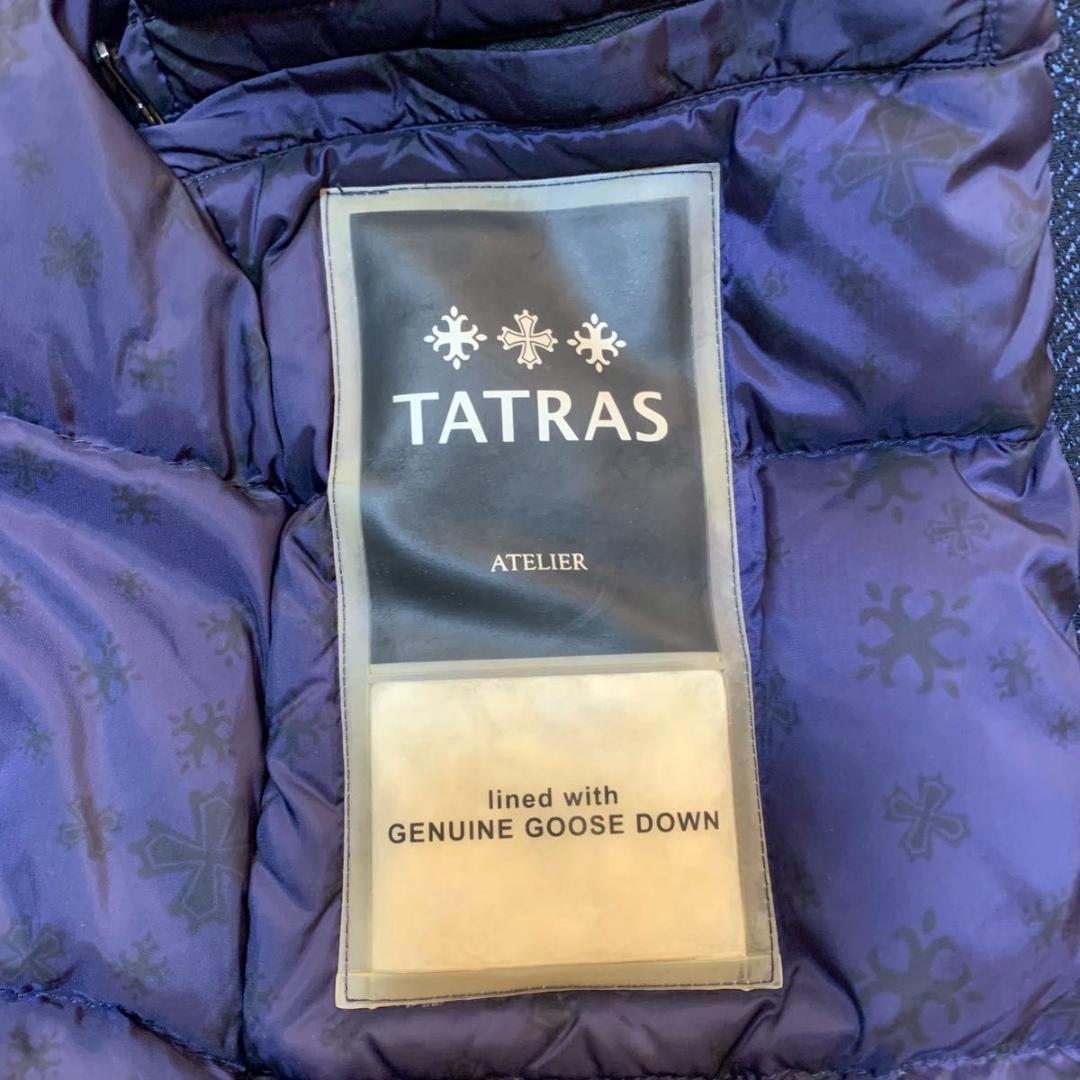 TATRAS
ATELIER
lined with
GENUINE GOOSE DOWN